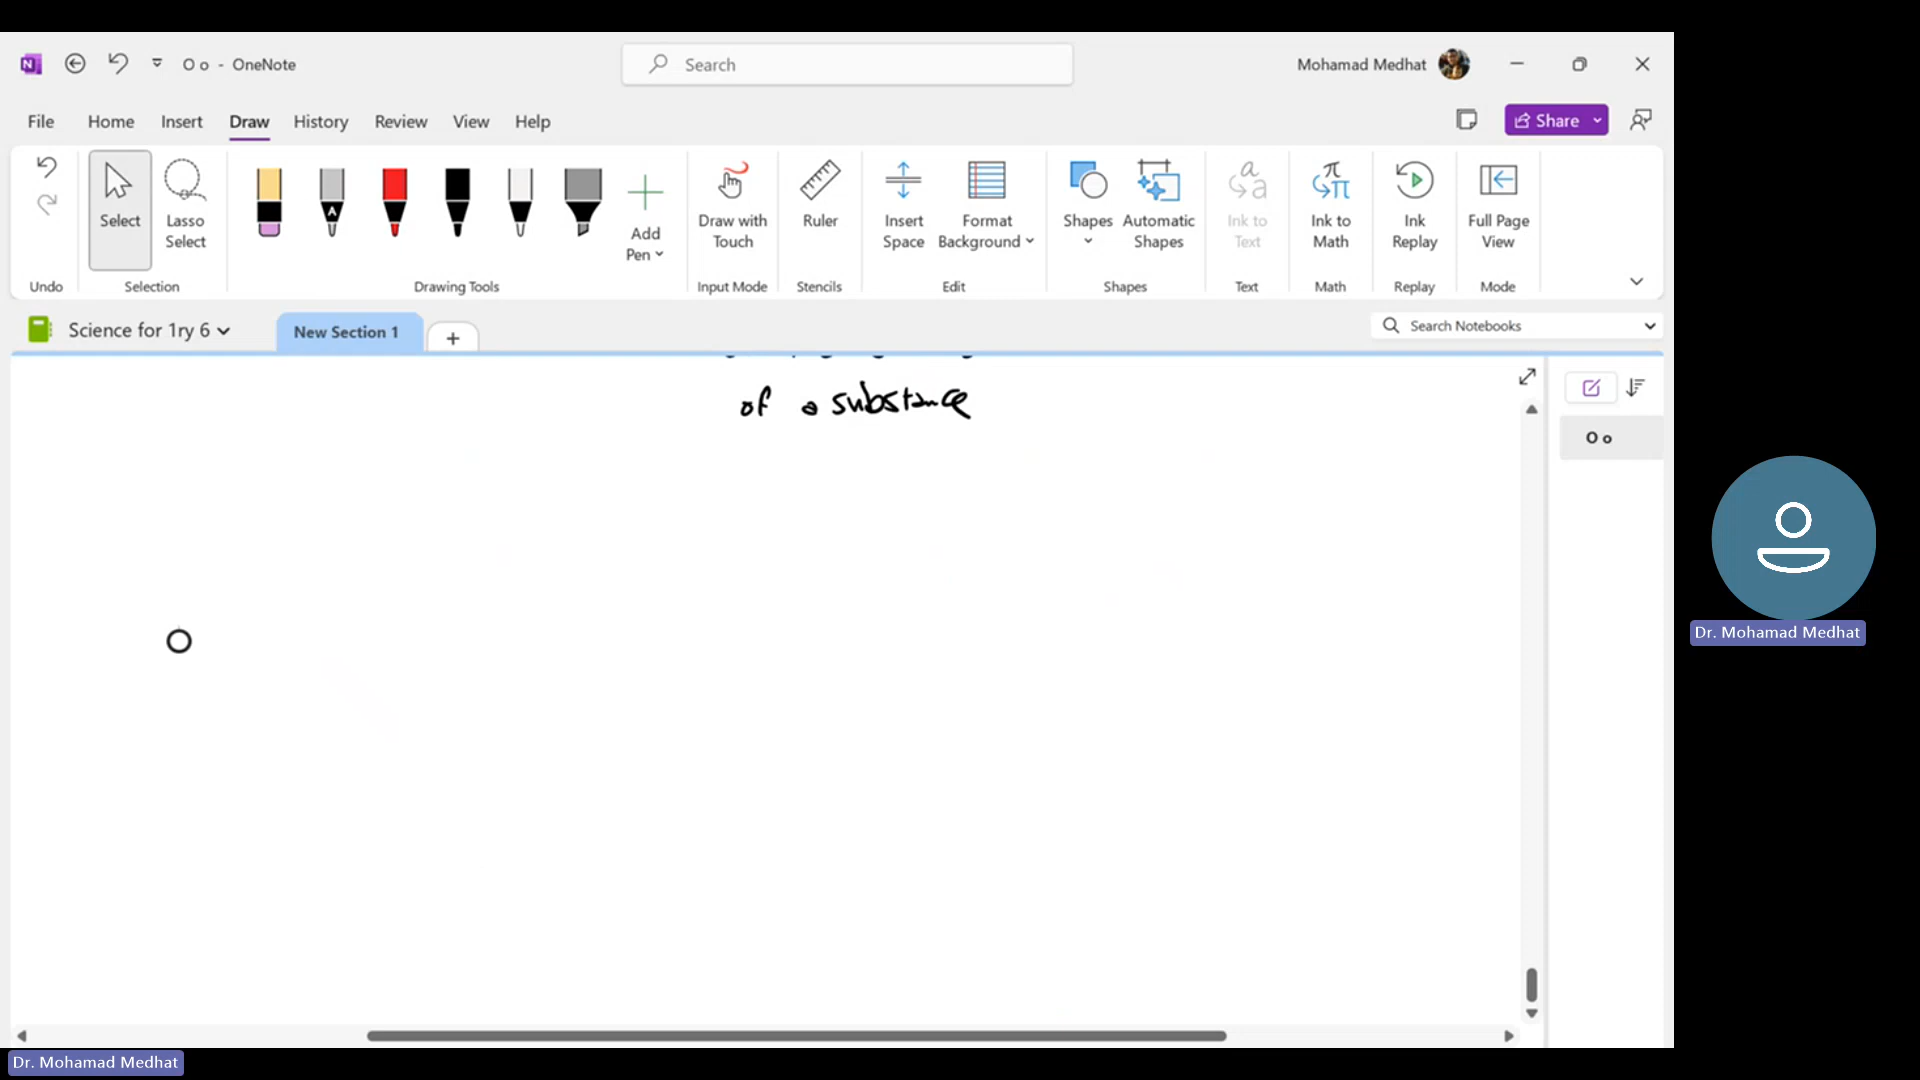 O o - OneNote
Search
Mohamad Medhat
File Home Insert Draw History Review View Help
Share
Select
Lasso Select
A
Add Pen
Draw with Touch
Ruler
Insert Space
Format Background
Shapes
Automatic Shapes
Ink to Text
Ink to Math
Ink Replay
Full Page View
Undo Selection Drawing Tools Input Mode Stencils Edit Shapes Text Math Replay Mode
Science for 1ry 6
New Section 1
Search Notebooks
of a substance
O o
Dr. Mohamad Medhat
Dr. Mohamad Medhat